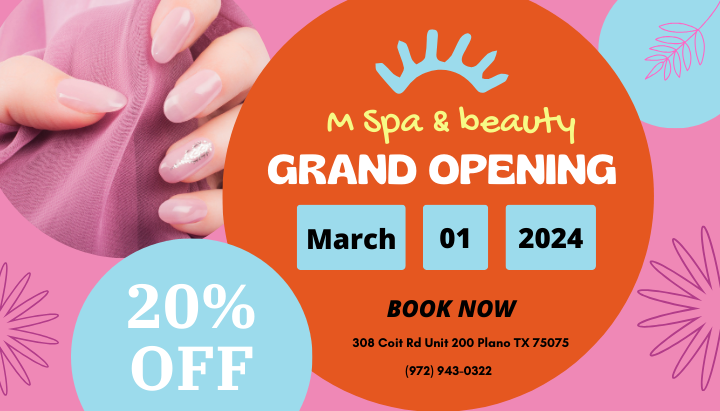 M Spa & beauty
GRAND OPENING
March 01 2024
BOOK NOW
308 Coit Rd Unit 200 Plano TX 75075
(972) 943-0322
20%
OFF